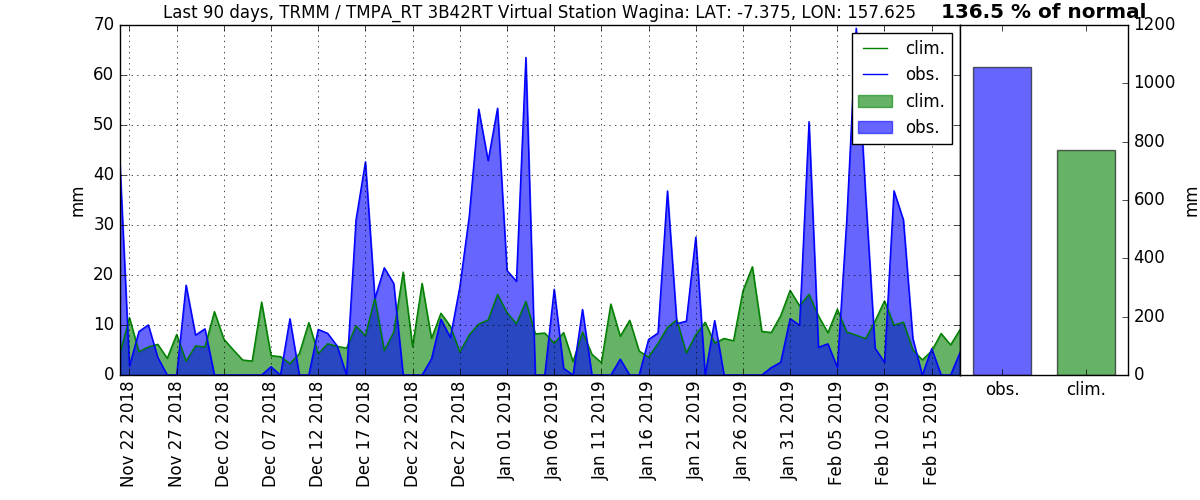 Last 90 days, TRMM / TMPA_RT 3B42RT Virtual Station Wagina: LAT: -7.375, LON: 157.625
136.5 % of normal
70
60
50
40
30
20
10
0
mm
clim.
obs.
clim.
obs.
Nov 22 2018
Nov 27 2018
Dec 02 2018
Dec 07 2018
Dec 12 2018
Dec 17 2018
Dec 22 2018
Dec 27 2018
Jan 01 2019
Jan 06 2019
Jan 11 2019
Jan 16 2019
Jan 21 2019
Jan 26 2019
Jan 31 2019
Feb 05 2019
Feb 10 2019
Feb 15 2019
1200
1000
800
600
400
200
0
mm
obs.
clim.